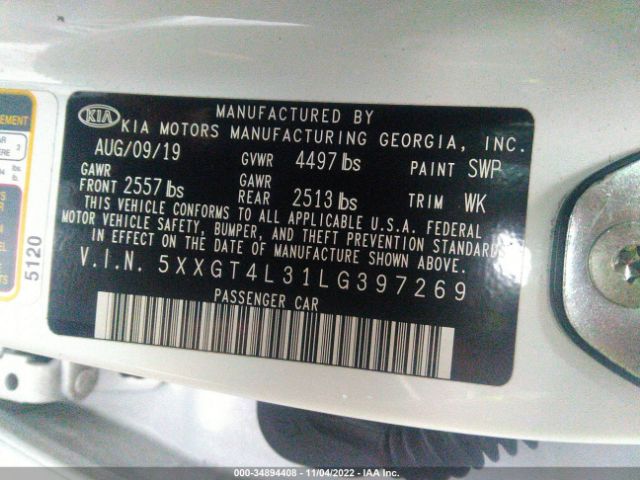 MANUFACTURED BY
KIA KIA MOTORS MANUFACTURING GEORGIA, INC.
AUG/09/19 GVWR 4497 lbs PAINT SWP
GAWR FRONT 2557 lbs GAWR REAR 2513 lbs TRIM WK
THIS VEHICLE CONFORMS TO ALL APPLICABLE U.S.A. FEDERAL
MOTOR VEHICLE SAFETY, BUMPER, AND THEFT PREVENTION STANDARDS
IN EFFECT ON THE DATE OF MANUFACTURE SHOWN ABOVE.
V.I.N. 5XXGT4L31LG397269
PASSENGER CAR
5120
000-34894408 - 11/04/2022 - IAA Inc.